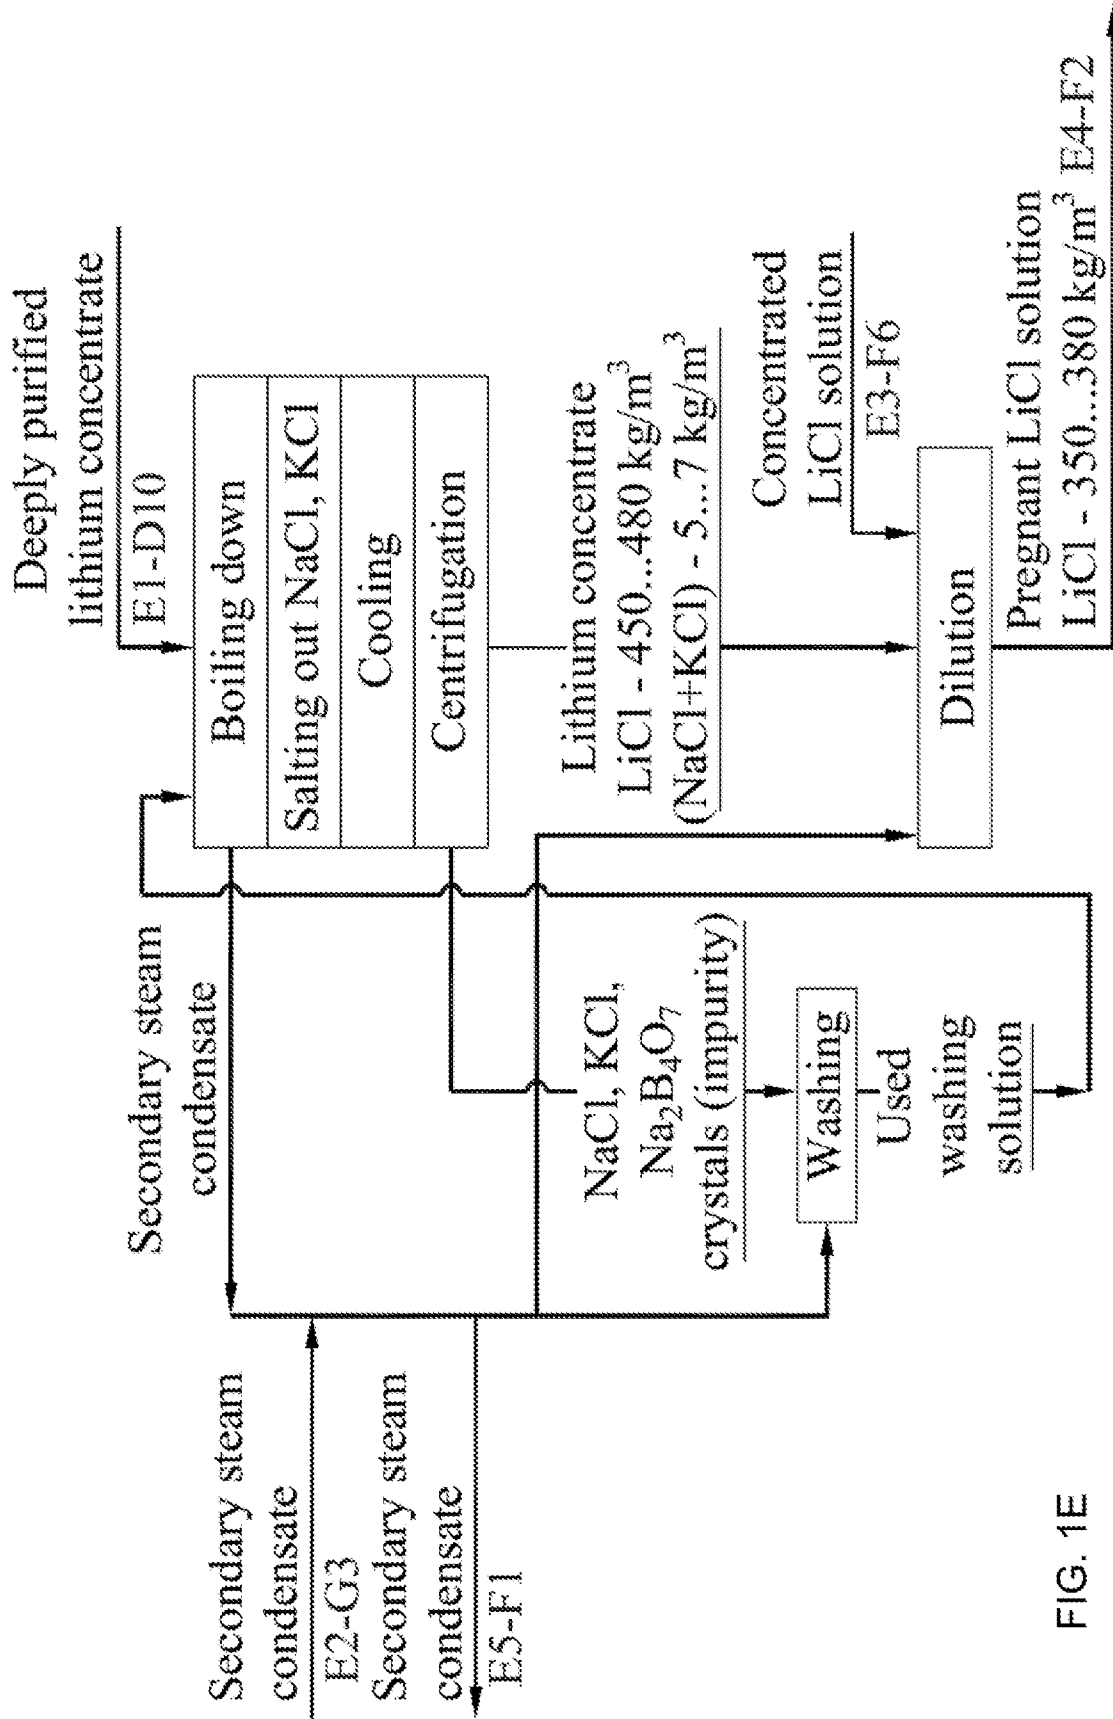 Deeply purified
lithium concentrate
E1-D10
Secondary steam
condensate
Boiling down
Salting out NaCl, KCl
Cooling
Centrifugation
Secondary steam
condensate
E2-G3
Secondary steam
condensate
E5-F1
Lithium concentrate
LiCl - 450...480 kg/m³
(NaCl+KCl) - 5...7 kg/m³
NaCl, KCl,
Na₂B₄O₇
crystals (impurity)
Concentrated
LiCl solution
E3-F6
Washing
Used
washing
solution
Dilution
Pregnant LiCl solution
LiCl - 350...380 kg/m³ E4-F2
FIG. 1E